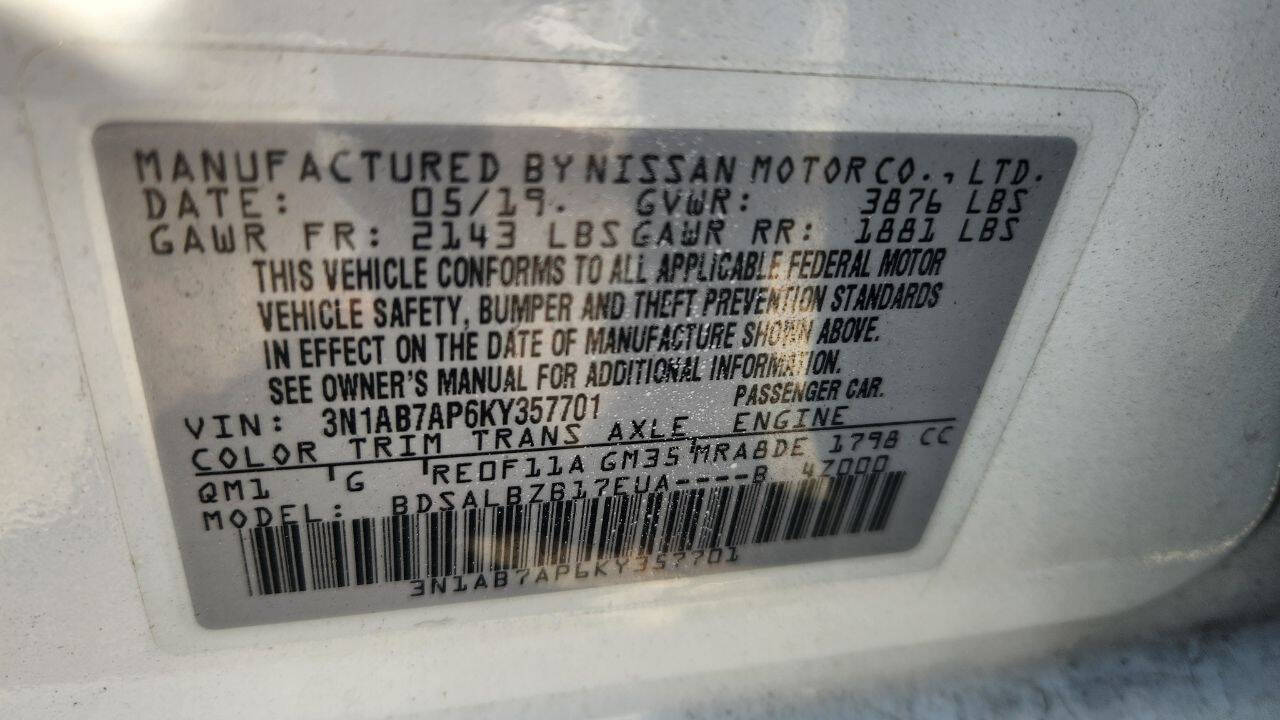 MANUFACTURED BY NISSAN MOTOR CO., LTD.
DATE: 05/19. GVWR: 3876 LBS
GAWR FR: 2143 LBS GAWR RR: 1881 LBS
THIS VEHICLE CONFORMS TO ALL APPLICABLE FEDERAL MOTOR
VEHICLE SAFETY, BUMPER AND THEFT PREVENTION STANDARDS
IN EFFECT ON THE DATE OF MANUFACTURE SHOWN ABOVE.
SEE OWNER'S MANUAL FOR ADDITIONAL INFORMATION.
VIN: 3N1AB7AP6KY357701 PASSENGER CAR.
COLOR TRIM TRANS AXLE ENGINE
QM1 G RE0F11A GM35 MRA8DE 1798 CC
MODEL: BDSALBZB17EUA----B 47000
3N1AB7AP6KY357701